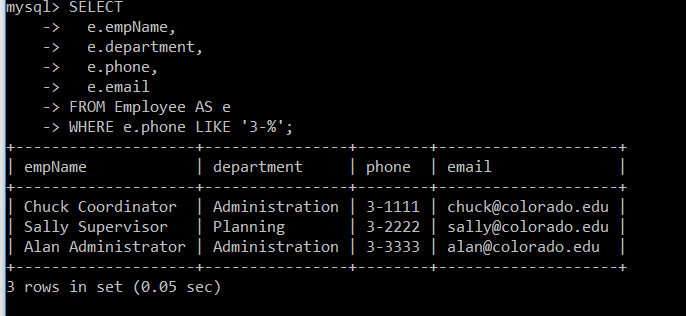 mysql> SELECT
    ->   e.empName,
    ->   e.department,
    ->   e.phone,
    ->   e.email
    -> FROM Employee AS e
    -> WHERE e.phone LIKE '3-%';
+--------------------+----------------+--------+--------------------+
| empName            | department     | phone  | email              |
+--------------------+----------------+--------+--------------------+
| Chuck Coordinator  | Administration | 3-1111 | chuck@colorado.edu |
| Sally Supervisor   | Planning       | 3-2222 | sally@colorado.edu |
| Alan Administrator | Administration | 3-3333 | alan@colorado.edu  |
+--------------------+----------------+--------+--------------------+
3 rows in set (0.05 sec)